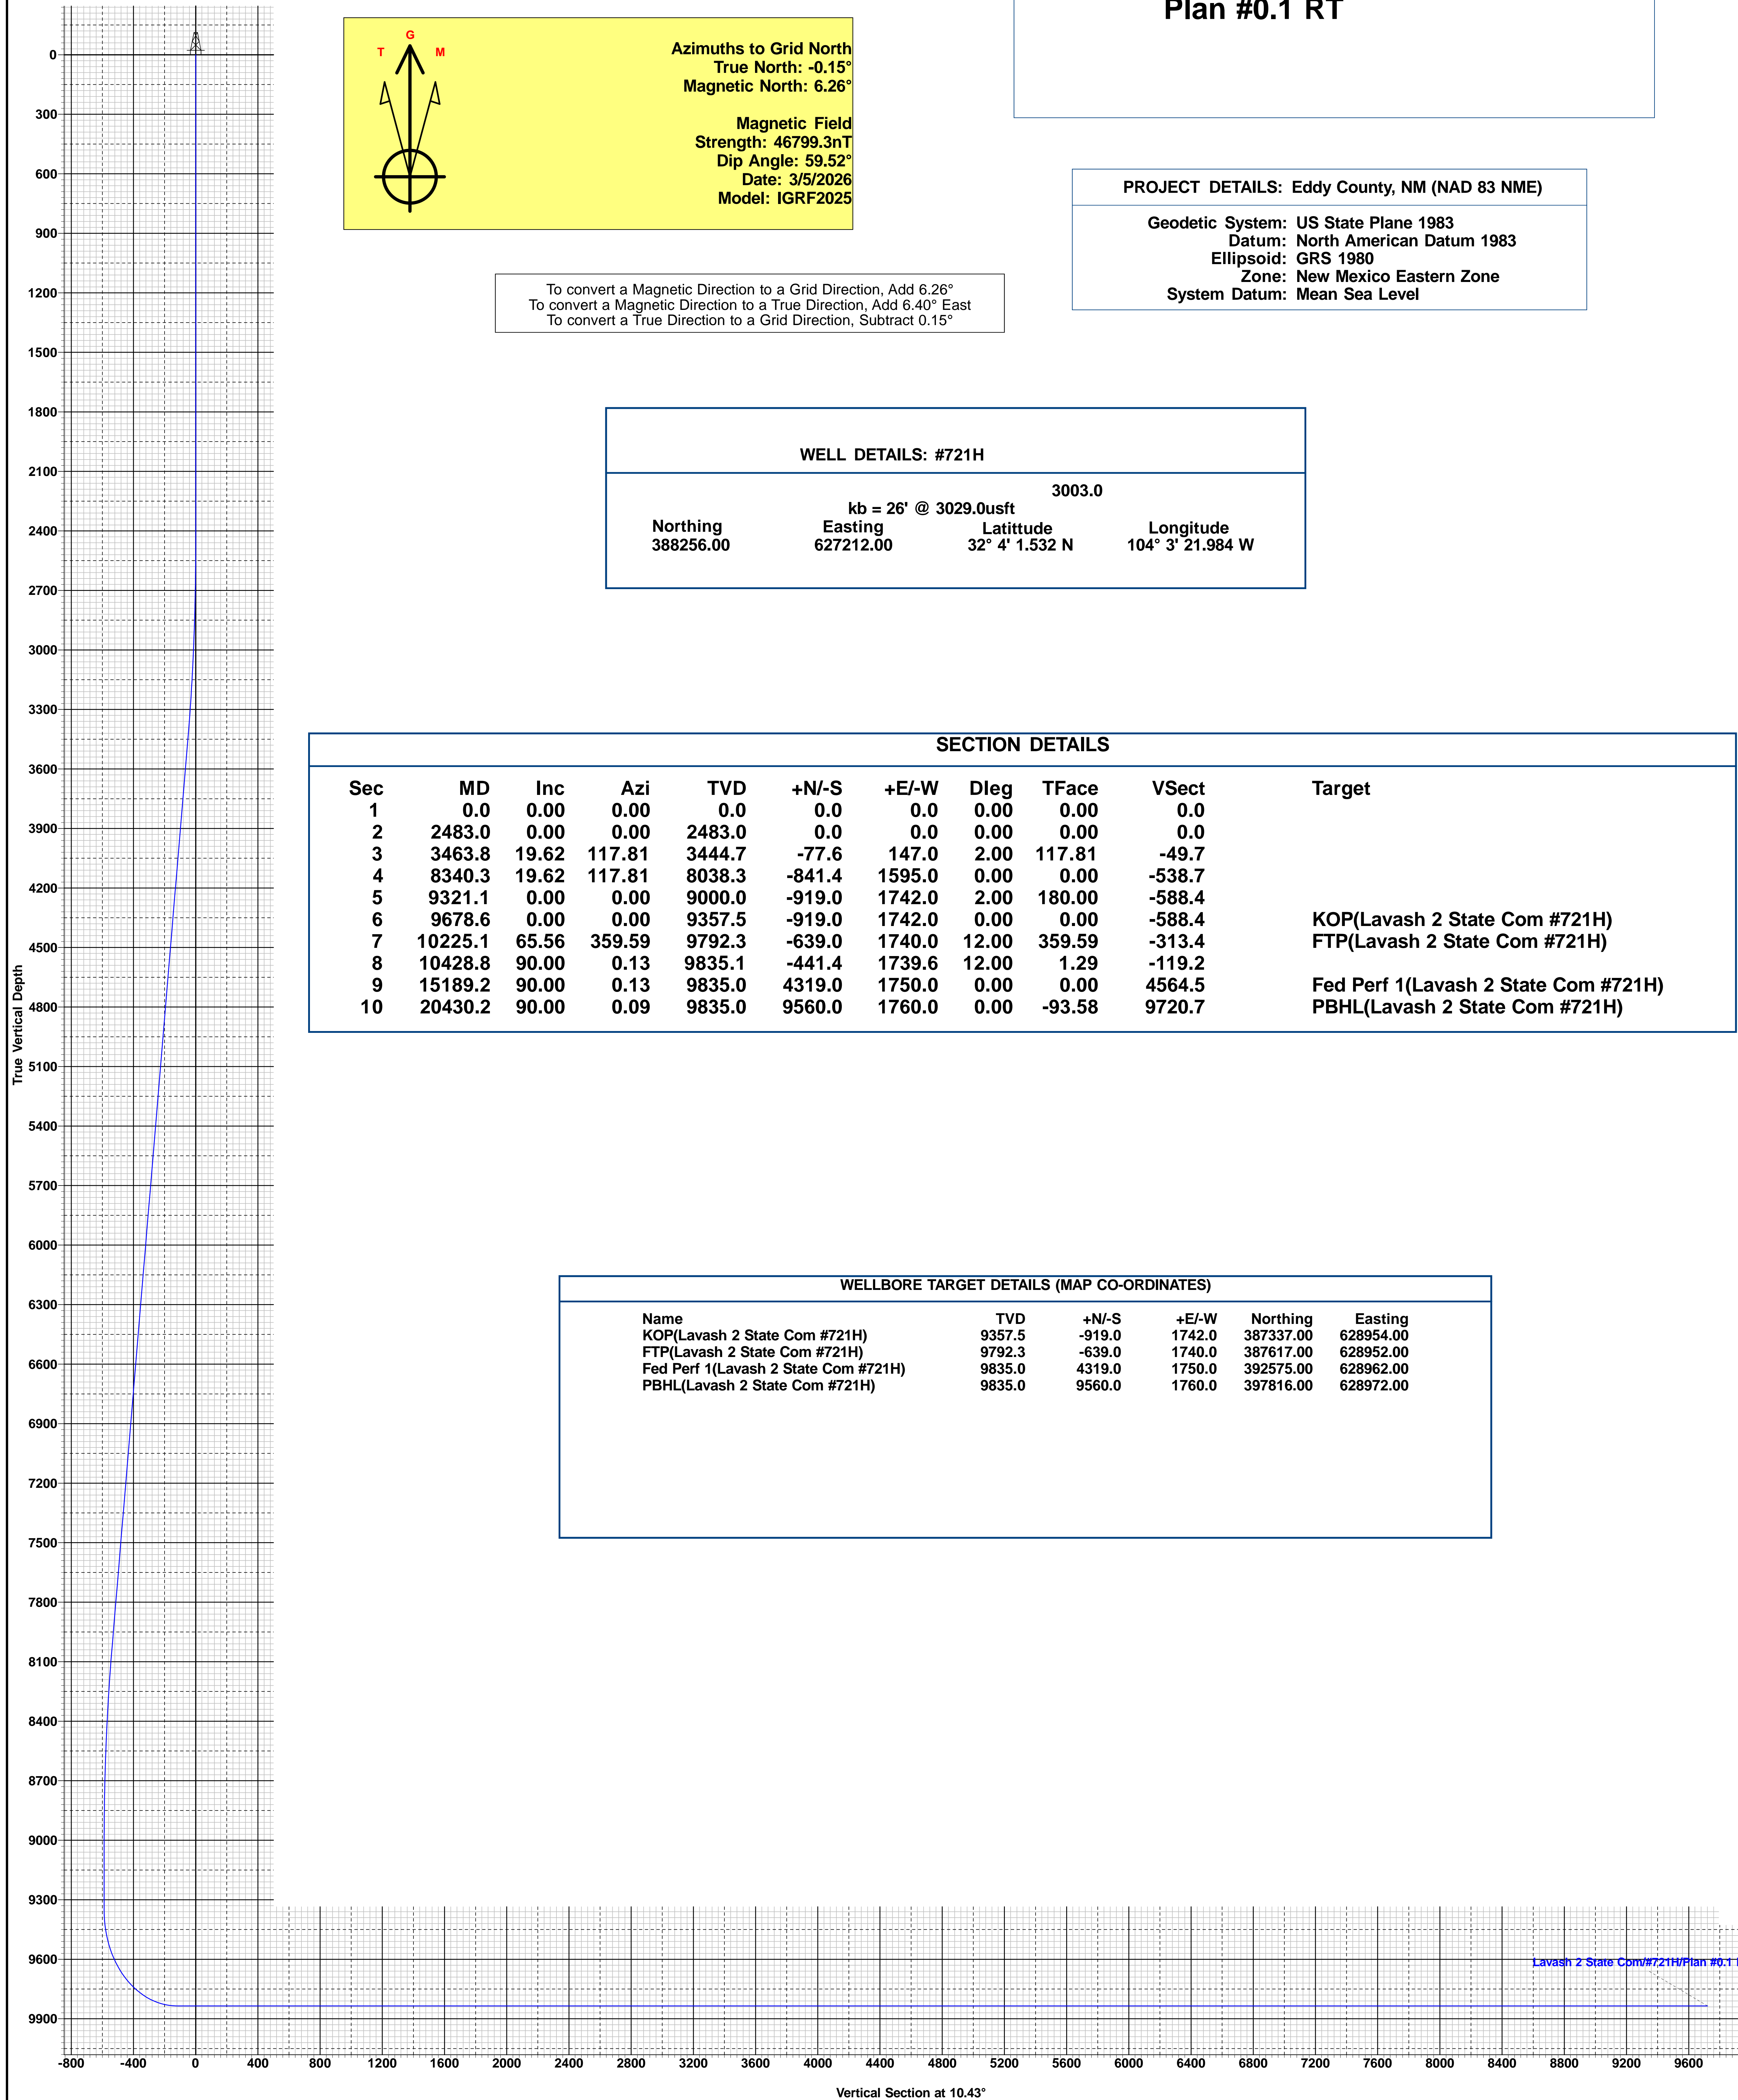 Plan #0.1 RT
T G M
Azimuths to Grid North
True North: -0.15°
Magnetic North: 6.26°
Magnetic Field
Strength: 46799.3nT
Dip Angle: 59.52°
Date: 3/5/2026
Model: IGRF2025
PROJECT DETAILS: Eddy County, NM (NAD 83 NME)
Geodetic System: US State Plane 1983
Datum: North American Datum 1983
Ellipsoid: GRS 1980
Zone: New Mexico Eastern Zone
System Datum: Mean Sea Level
To convert a Magnetic Direction to a Grid Direction, Add 6.26°
To convert a Magnetic Direction to a True Direction, Add 6.40° East
To convert a True Direction to a Grid Direction, Subtract 0.15°
WELL DETAILS: #721H
3003.0
kb = 26' @ 3029.0usft
Northing Easting Latittude Longitude
388256.00 627212.00 32° 4' 1.532 N 104° 3' 21.984 W
SECTION DETAILS
Sec MD Inc Azi TVD +N/-S +E/-W Dleg TFace VSect Target
1 0.0 0.00 0.00 0.0 0.0 0.0 0.00 0.00 0.0
2 2483.0 0.00 0.00 2483.0 0.0 0.0 0.00 0.00 0.0
3 3463.8 19.62 117.81 3444.7 -77.6 147.0 2.00 117.81 -49.7
4 8340.3 19.62 117.81 8038.3 -841.4 1595.0 0.00 0.00 -538.7
5 9321.1 0.00 0.00 9000.0 -919.0 1742.0 2.00 180.00 -588.4
6 9678.6 0.00 0.00 9357.5 -919.0 1742.0 0.00 0.00 -588.4 KOP(Lavash 2 State Com #721H)
7 10225.1 65.56 359.59 9792.3 -639.0 1740.0 12.00 359.59 -313.4 FTP(Lavash 2 State Com #721H)
8 10428.8 90.00 0.13 9835.1 -441.4 1739.6 12.00 1.29 -119.2
9 15189.2 90.00 0.13 9835.0 4319.0 1750.0 0.00 0.00 4564.5 Fed Perf 1(Lavash 2 State Com #721H)
10 20430.2 90.00 0.09 9835.0 9560.0 1760.0 0.00 -93.58 9720.7 PBHL(Lavash 2 State Com #721H)
WELLBORE TARGET DETAILS (MAP CO-ORDINATES)
Name TVD +N/-S +E/-W Northing Easting
KOP(Lavash 2 State Com #721H) 9357.5 -919.0 1742.0 387337.00 628954.00
FTP(Lavash 2 State Com #721H) 9792.3 -639.0 1740.0 387617.00 628952.00
Fed Perf 1(Lavash 2 State Com #721H) 9835.0 4319.0 1750.0 392575.00 628962.00
PBHL(Lavash 2 State Com #721H) 9835.0 9560.0 1760.0 397816.00 628972.00
True Vertical Depth
0
300
600
900
1200
1500
1800
2100
2400
2700
3000
3300
3600
3900
4200
4500
4800
5100
5400
5700
6000
6300
6600
6900
7200
7500
7800
8100
8400
8700
9000
9300
9600
9900
Lavash 2 State Com/#721H/Plan #0.1
-800 -400 0 400 800 1200 1600 2000 2400 2800 3200 3600 4000 4400 4800 5200 5600 6000 6400 6800 7200 7600 8000 8400 8800 9200 9600
Vertical Section at 10.43°